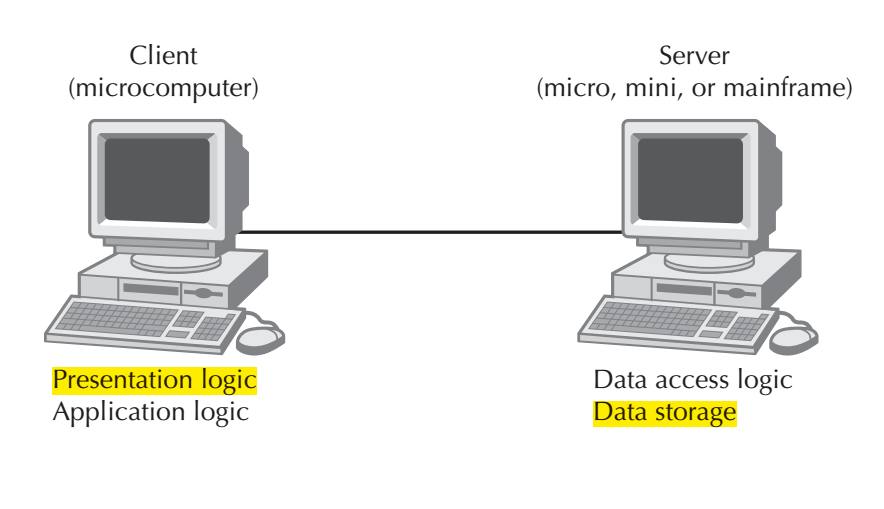 Client
(microcomputer)
Server
(micro, mini, or mainframe)
Presentation logic
Application logic
Data access logic
Data storage